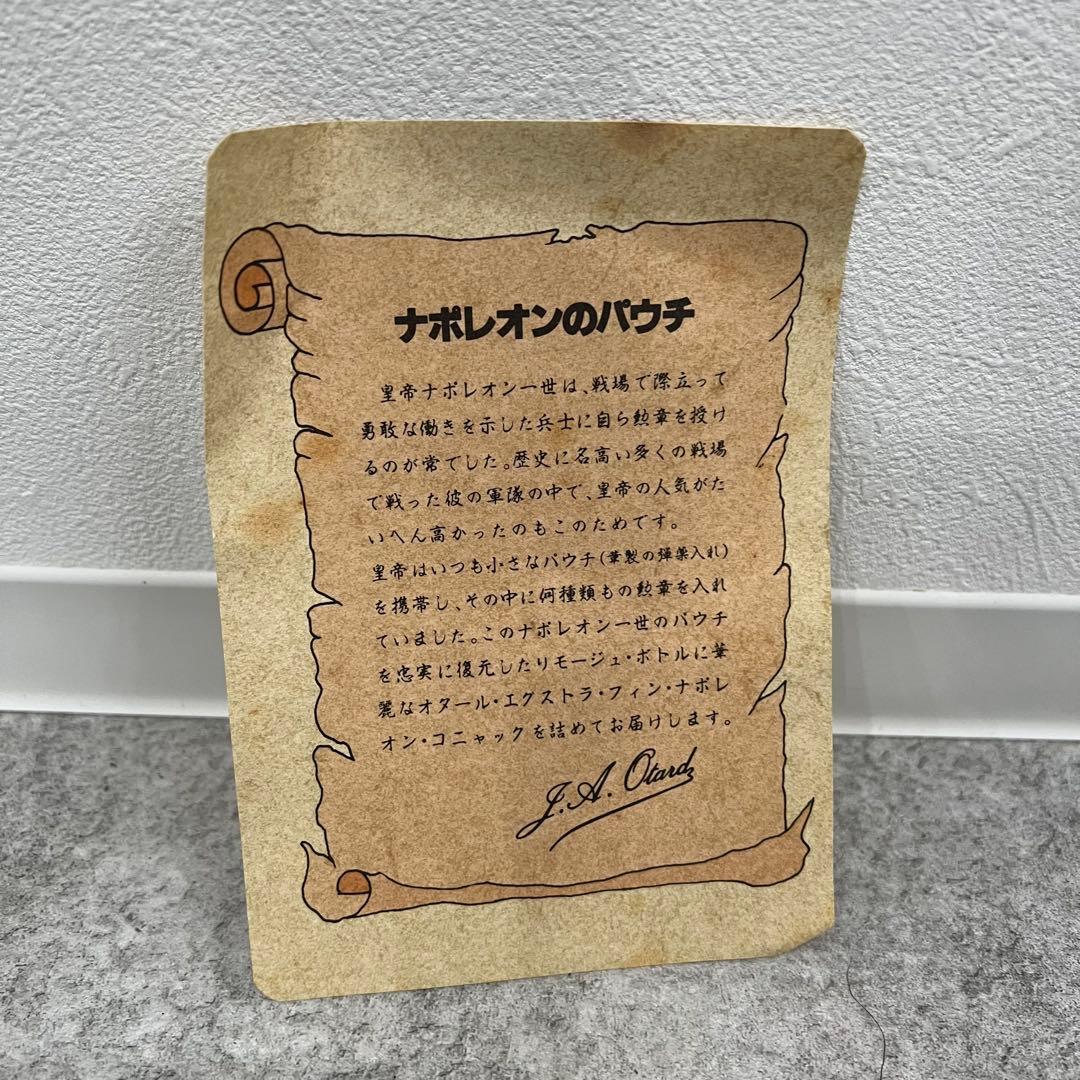 ナポレオンのパウチ
皇帝ナポレオン一世は、戦場で際立って
勇敢な働きを示した兵士に自ら勲章を授け
るのが常でした。歴史に名高い多くの戦場
で戦った彼の軍隊の中で、皇帝の人気がた
いへん高かったのもこのためです。
皇帝はいつも小さなパウチ(革製の弾薬入れ)
を携帯し、その中に何種類もの勲章を入れ
ていました。このナポレオン一世のパウチ
を忠実に復元したリモージュ・ボトルに華
麗なオタール・エクストラ・フィン・ナポレ
オン・コニャックを詰めてお届けします。
J. A. Otard